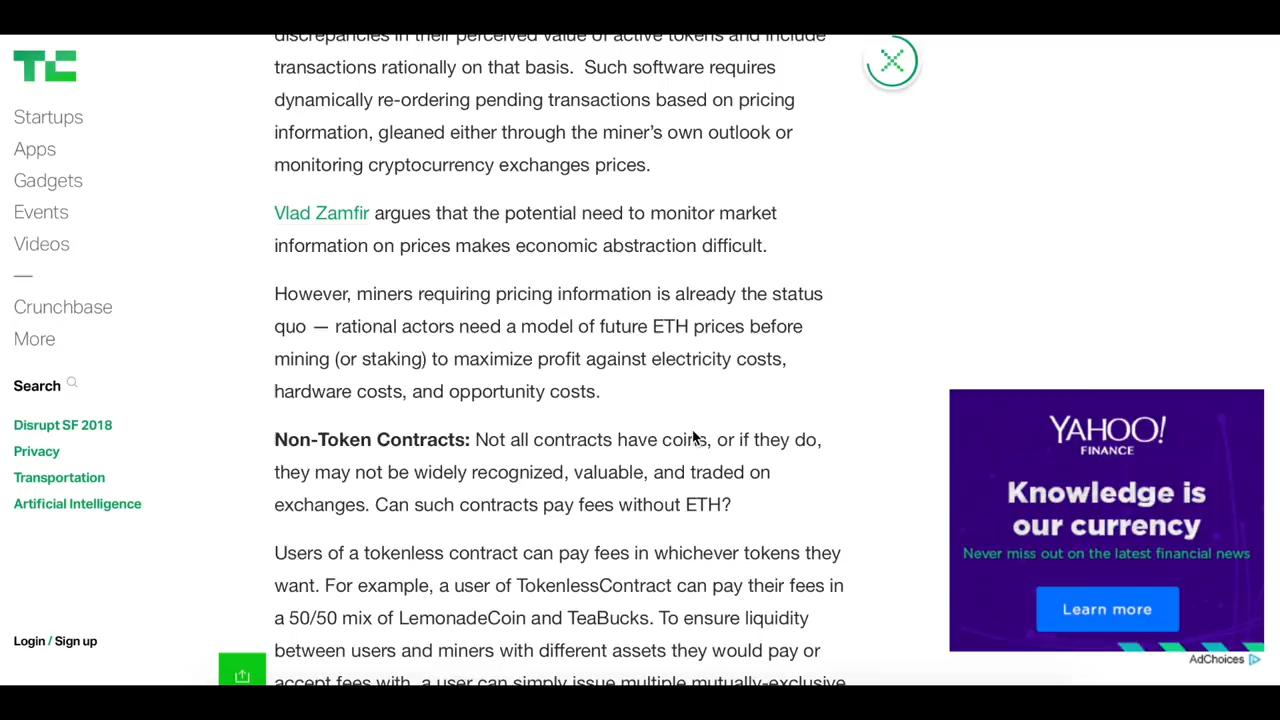 TC
Startups
Apps
Gadgets
Events
Videos
—
Crunchbase
More
Search
Disrupt SF 2018
Privacy
Transportation
Artificial Intelligence
Login / Sign up
discrepancies in their perceived value of active tokens and include
transactions rationally on that basis.  Such software requires
dynamically re-ordering pending transactions based on pricing
information, gleaned either through the miner’s own outlook or
monitoring cryptocurrency exchanges prices.
Vlad Zamfir argues that the potential need to monitor market
information on prices makes economic abstraction difficult.
However, miners requiring pricing information is already the status
quo — rational actors need a model of future ETH prices before
mining (or staking) to maximize profit against electricity costs,
hardware costs, and opportunity costs.
Non-Token Contracts: Not all contracts have coins, or if they do,
they may not be widely recognized, valuable, and traded on
exchanges. Can such contracts pay fees without ETH?
Users of a tokenless contract can pay fees in whichever tokens they
want. For example, a user of TokenlessContract can pay their fees in
a 50/50 mix of LemonadeCoin and TeaBucks. To ensure liquidity
between users and miners with different assets they would pay or
accept fees with, a user can simply issue multiple mutually-exclusive
YAHOO!
FINANCE
Knowledge is
our currency
Never miss out on the latest financial news
Learn more
AdChoices